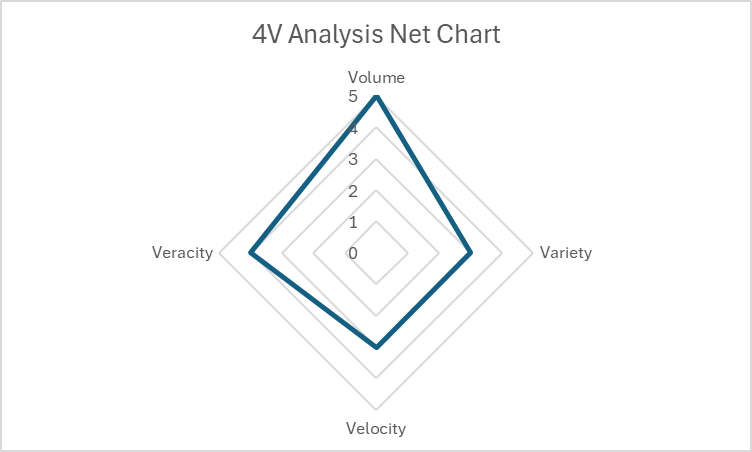 4V Analysis Net Chart
Volume
5
4
3
2
1
0
Veracity
Variety
Velocity